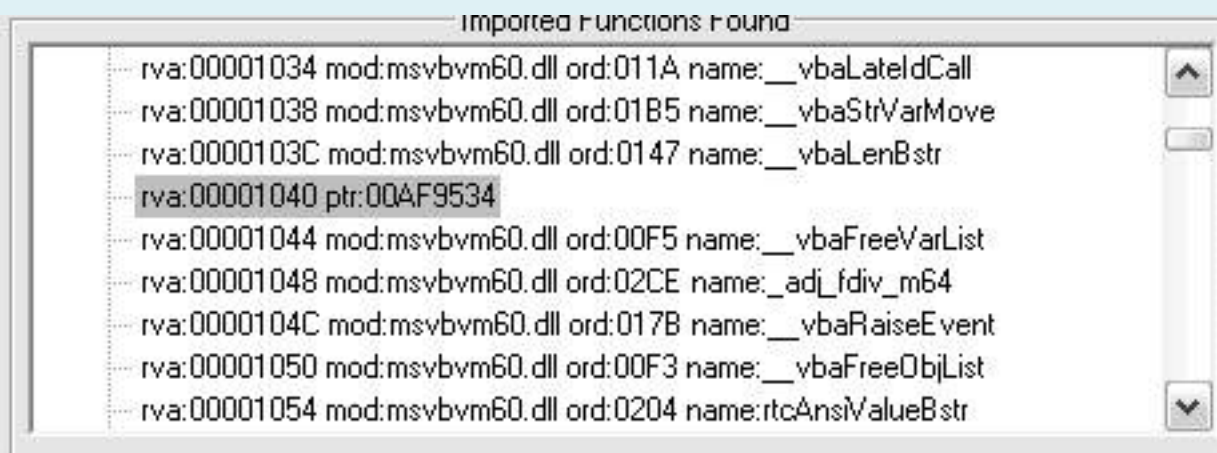 Imported Functions Found
rva:00001034 mod:msvbvm60.dll ord:011A name:__vbaLateIdCall
rva:00001038 mod:msvbvm60.dll ord:01B5 name:__vbaStrVarMove
rva:0000103C mod:msvbvm60.dll ord:0147 name:__vbaLenBstr
rva:00001040 ptr:00AF9534
rva:00001044 mod:msvbvm60.dll ord:00F5 name:__vbaFreeVarList
rva:00001048 mod:msvbvm60.dll ord:02CE name:_adj_fdiv_m64
rva:0000104C mod:msvbvm60.dll ord:017B name:__vbaRaiseEvent
rva:00001050 mod:msvbvm60.dll ord:00F3 name:__vbaFreeObjList
rva:00001054 mod:msvbvm60.dll ord:0204 name:rtcAnsiValueBstr